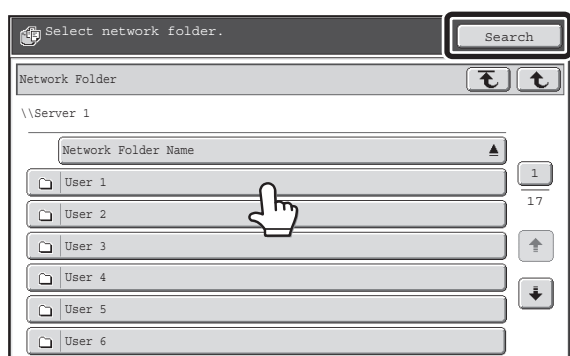 Select network folder.
Search
Network Folder
\\Server 1
Network Folder Name
User 1
1
17
User 2
User 3
User 4
User 5
User 6